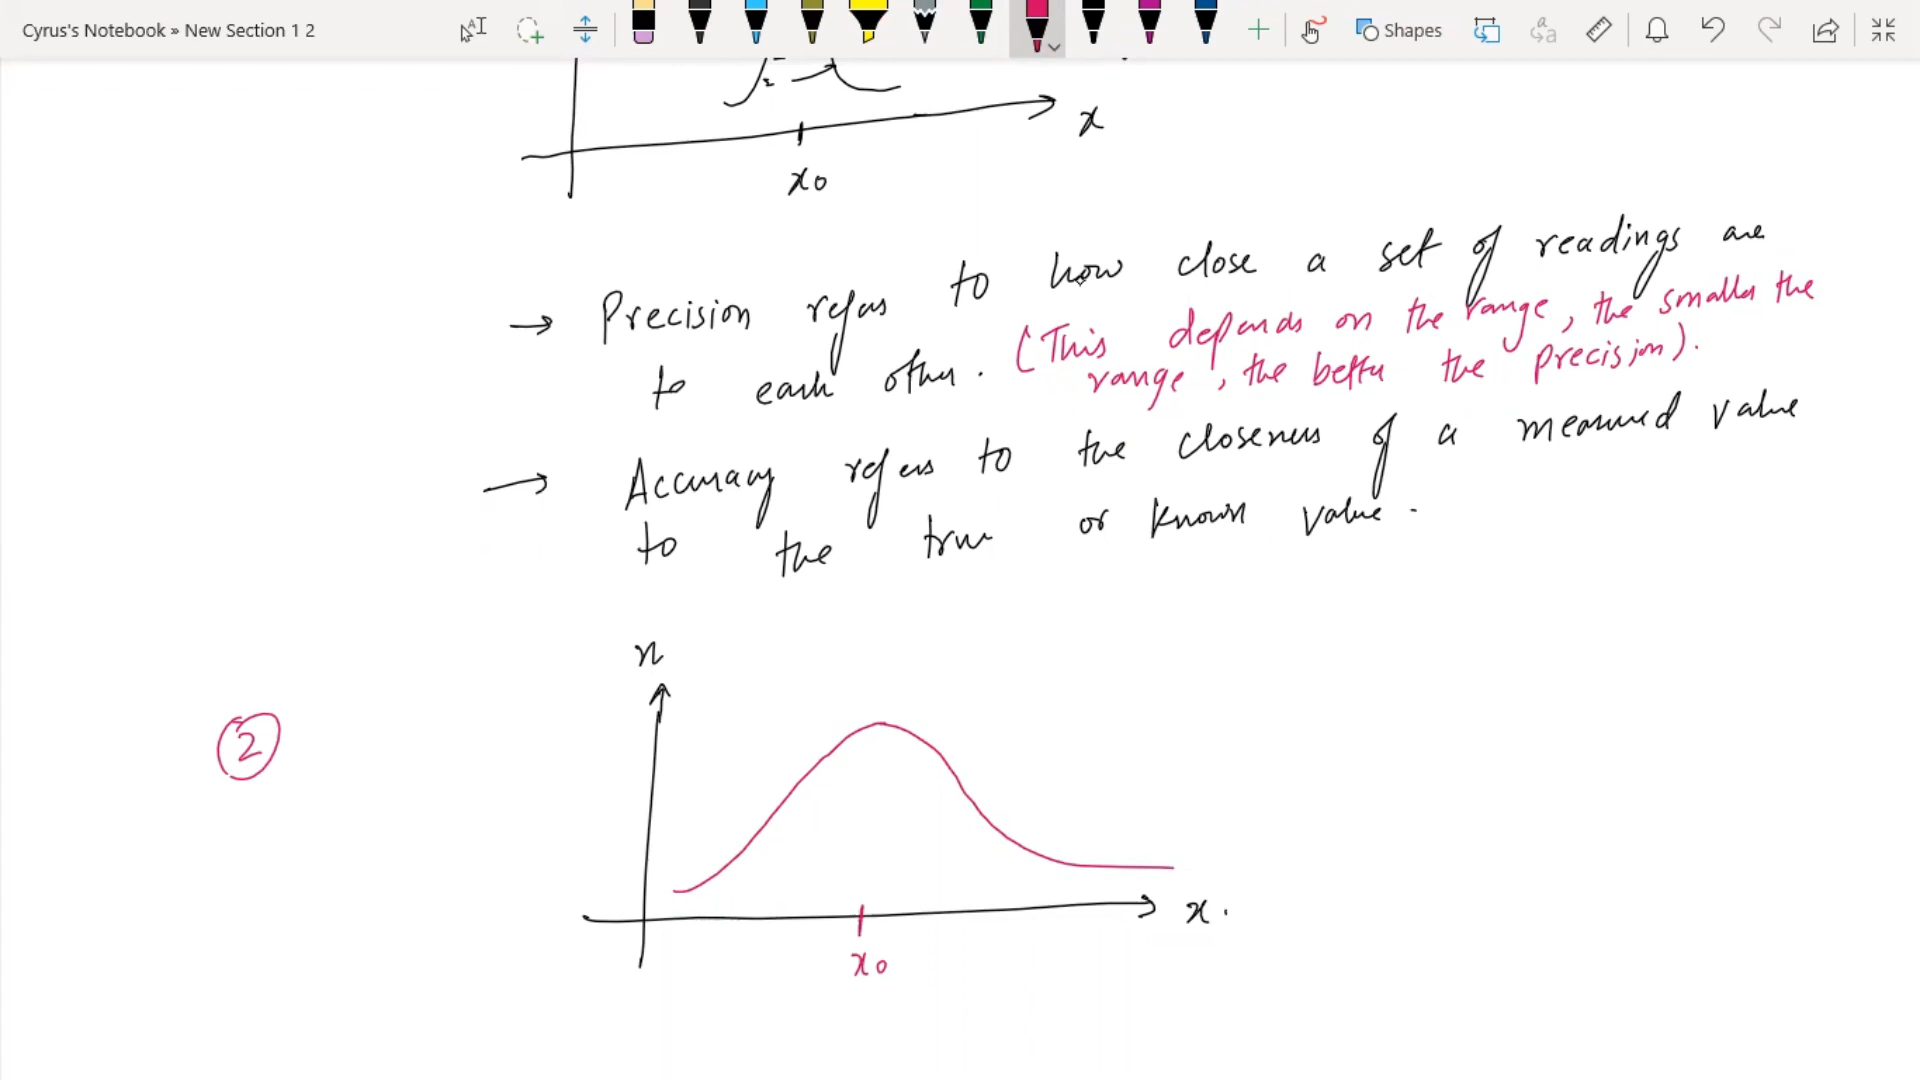 Cyrus's Notebook » New Section 1 2
Shapes
x
x0
→ Precision refers to how close a set of readings are
to each other. (This depends on the range, the smaller the
range, the better the precision).
→ Accuracy refers to the closeness of a measured value
to the true or known value.
n
2
x.
x0